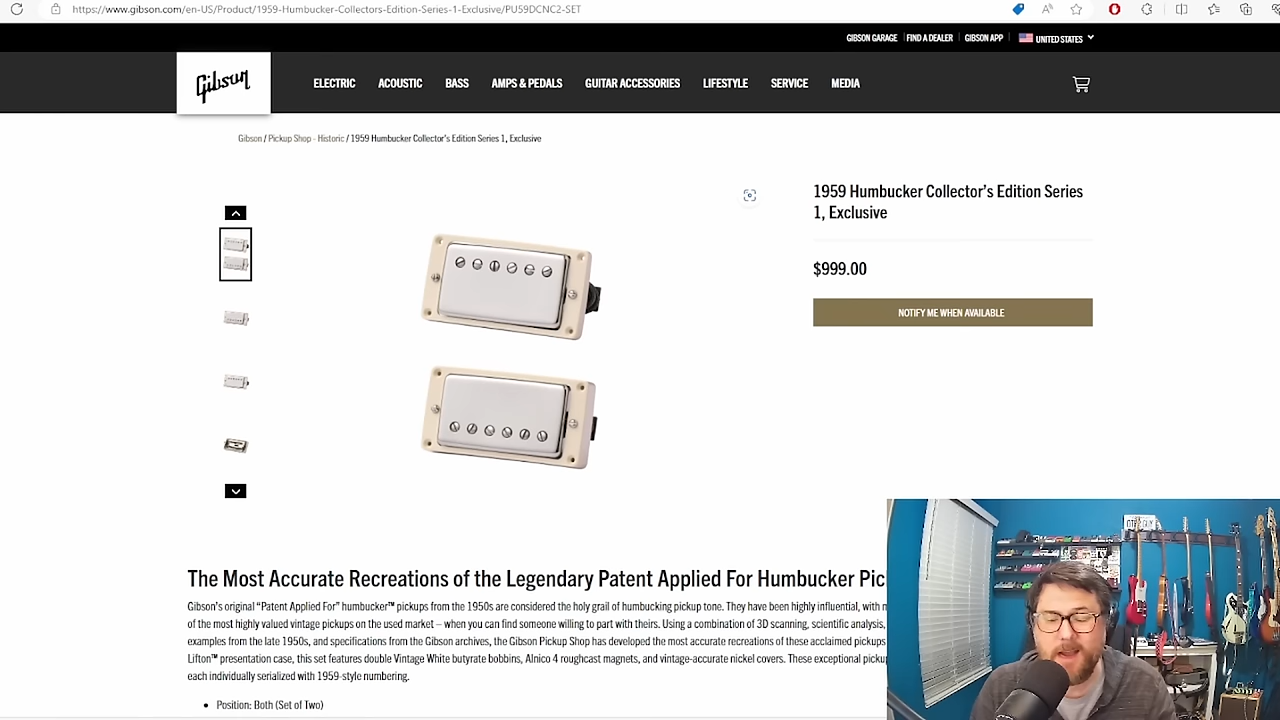 https://www.gibson.com/en-US/Product/1959-Humbucker-Collectors-Edition-Series-1-Exclusive/PU59DCNC2-SET
GIBSON GARAGE | FIND A DEALER | GIBSON APP | UNITED STATES
Gibson
ELECTRIC ACOUSTIC BASS AMPS & PEDALS GUITAR ACCESSORIES LIFESTYLE SERVICE MEDIA
Gibson / Pickup Shop - Historic / 1959 Humbucker Collector's Edition Series 1, Exclusive
1959 Humbucker Collector's Edition Series
1, Exclusive
$999.00
NOTIFY ME WHEN AVAILABLE
The Most Accurate Recreations of the Legendary Patent Applied For Humbucker Pic
Gibson's original “Patent Applied For” humbucker™ pickups from the 1950s are considered the holy grail of humbucking pickup tone. They have been highly influential, with
of the most highly valued vintage pickups on the used market – when you can find someone willing to part with theirs. Using a combination of 3D scanning, scientific analysis,
examples from the late 1950s, and specifications from the Gibson archives, the Gibson Pickup Shop has developed the most accurate recreations of these acclaimed pickups
Lifton™ presentation case, this set features double Vintage White butyrate bobbins, Alnico 4 roughcast magnets, and vintage-accurate nickel covers. These exceptional pickup
each individually serialized with 1959-style numbering.
• Position: Both (Set of Two)